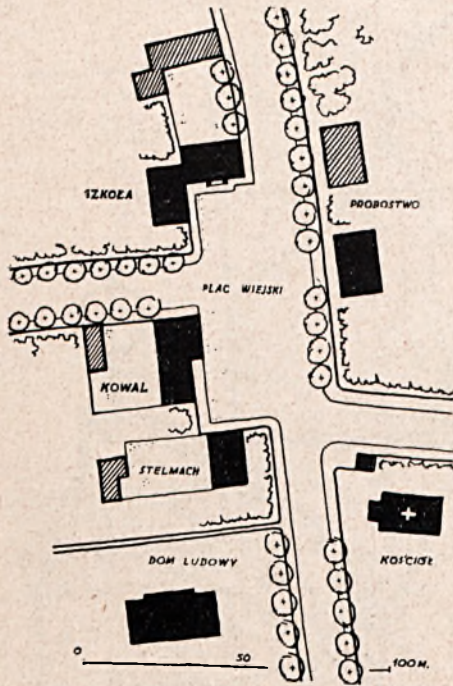 SZKOŁA
PROBOSTWO
PLAC WIEJSKI
KOWAL
STELMACH
DOM LUDOWY
KOŚCIÓŁ
0 50 100 M.